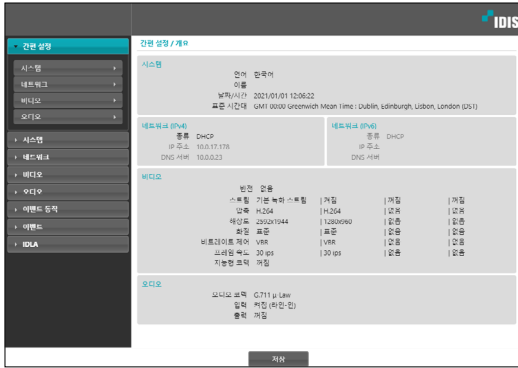 IDIS
간편 설정
시스템
네트워크
비디오
오디오
시스템
네트워크
비디오
오디오
이벤트 동작
이벤트
IDLA
간편 설정 / 개요
시스템
언어 한국어
이름
날짜/시간 2021/01/01 12:06:22
표준 시간대 GMT 00:00 Greenwich Mean Time : Dublin, Edinburgh, Lisbon, London (DST)
네트워크 (IPv4)
종류 DHCP
IP 주소 10.0.17.178
DNS 서버 10.0.0.23
네트워크 (IPv6)
종류 DHCP
IP 주소
DNS 서버
비디오
반전 없음
스트림 기본 녹화 스트림 | 켜짐 | 꺼짐 | 꺼짐
압축 H.264 | H.264 | 없음 | 없음
해상도 2592x1944 | 1280x960 | 없음 | 없음
화질 표준 | 표준 | 없음 | 없음
비트레이트 제어 VBR | VBR | 없음 | 없음
프레임 속도 30 ips | 30 ips | 없음 | 없음
지능형 코덱 꺼짐
오디오
오디오 코덱 G.711 μ-Law
입력 켜짐 (라인-인)
출력 꺼짐
저장